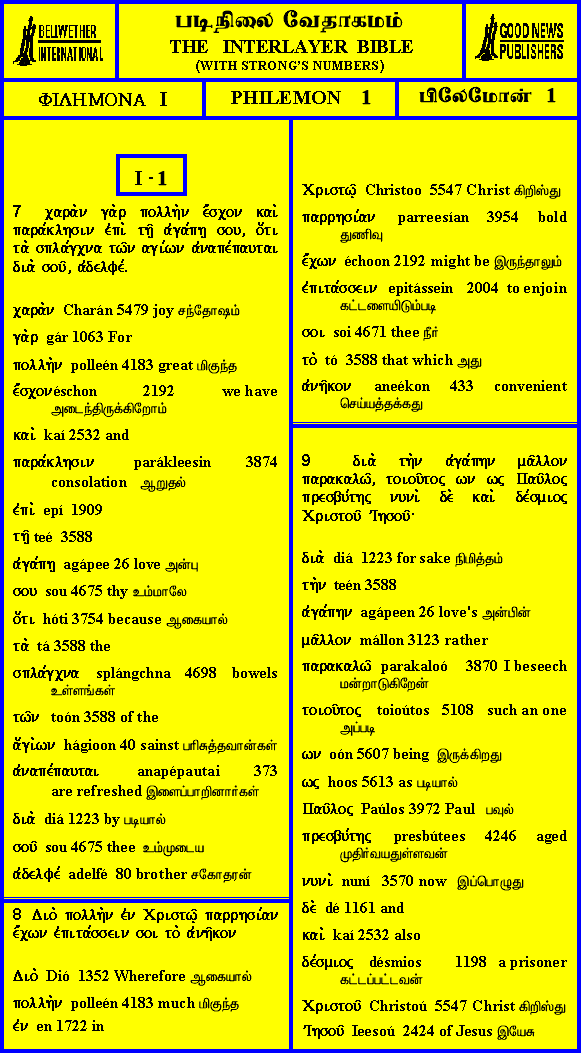 BELLWETHER
INTERNATIONAL
படிநிலை வேதாகமம்
THE INTERLAYER BIBLE
(WITH STRONG'S NUMBERS)
GOOD NEWS
PUBLISHERS
ΦΙΛΗΜΟΝΑ I
PHILEMON 1
பிலேமோன் 1
I - 1
7 χαρὰν γὰρ πολλὴν ἔσχον καὶ
παράκλησιν ἐπὶ τῇ ἀγάπῃ σου, ὅτι
τὰ σπλάγχνα τῶν αγίων ἀναπέπαυται
διὰ σοῦ, ἀδελφέ.
χαρὰν Charán 5479 joy சந்தோஷம்
γὰρ gár 1063 For
πολλὴν polleén 4183 great மிகுந்த
ἔσχονéschon 2192 we have
அடைந்திருக்கிறோம்
καὶ kaí 2532 and
παράκλησιν parákleesin 3874
consolation ஆறுதல்
ἐπὶ epí 1909
τῇ teé 3588
ἀγάπῃ agápee 26 love அன்பு
σου sou 4675 thy உம்மாலே
ὅτι hóti 3754 because ஆகையால்
τὰ tá 3588 the
σπλάγχνα splángchna 4698 bowels
உள்ளங்கள்
τῶν toón 3588 of the
ἅγίων hágioon 40 sainst பரிசுத்தவான்கள்
ἀναπέπαυται anapépautai 373
are refreshed இளைப்பாறினார்கள்
διὰ diá 1223 by படியால்
σοῦ sou 4675 thee உம்முடைய
ἀδελφέ adelfé 80 brother சகோதரன்
8 Διὸ πολλὴν ἐν Χριστῷ παρρησίαν
ἔχων ἐπιτάσσειν σοι τὸ ἀνῆκον
Διὸ Dió 1352 Wherefore ஆகையால்
πολλὴν polleén 4183 much மிகுந்த
ἐν en 1722 in
Χριστῷ Christoo 5547 Christ கிறிஸ்து
παρρησίαν parreesían 3954 bold
துணிவு
ἔχων échoon 2192 might be இருந்தாலும்
ἐπιτάσσειν epitássein 2004 to enjoin
கட்டளையிடும்படி
σοι soi 4671 thee நீர்
τὸ tó 3588 that which அது
ἀνῆκον aneékon 433 convenient
செய்யத்தக்கது
9 διὰ τὴν ἀγάπην μᾶλλον
παρακαλῶ, τοιοῦτος ων ως Παῦλος
πρεσβύτης νυνὶ δὲ καὶ δέσμιος
Χριστοῦ Ἰησοῦ·
διὰ diá 1223 for sake நிமித்தம்
τὴν teén 3588
ἀγάπην agápeen 26 love's அன்பின்
μᾶλλον mállon 3123 rather
παρακαλῶ parakaloó 3870 I beseech
மன்றாடுகிறேன்
τοιοῦτος toioútos 5108 such an one
அப்படி
ων oón 5607 being இருக்கிறது
ως hoos 5613 as படியால்
Παῦλος Paúlos 3972 Paul பவுல்
πρεσβύτης presbútees 4246 aged
முதிர்வயதுள்ளவன்
νυνὶ nuní 3570 now இப்பொழுது
δὲ dé 1161 and
καὶ kaí 2532 also
δέσμιος désmios 1198 a prisoner
கட்டப்பட்டவன்
Χριστοῦ Christoú 5547 Christ கிறிஸ்து
Ἰησοῦ Ieesoú 2424 of Jesus இயேசு